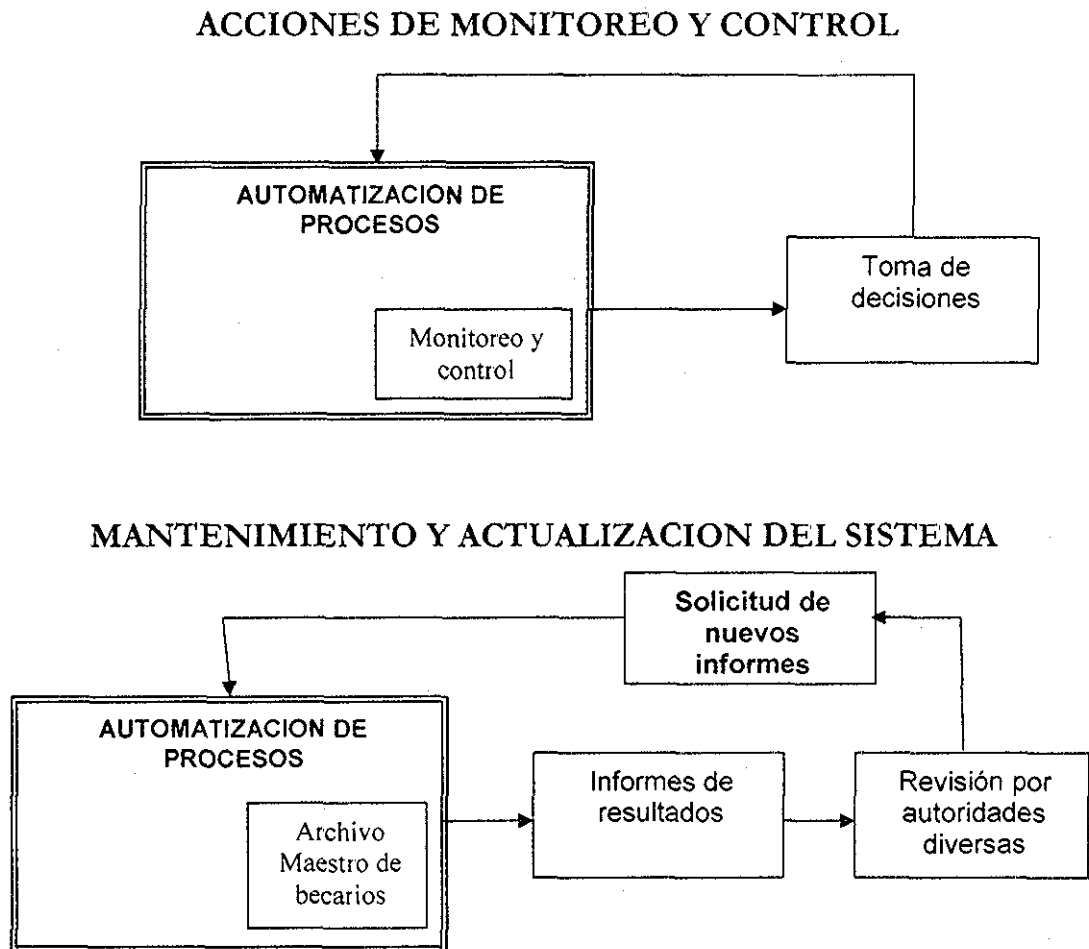 ACCIONES DE MONITOREO Y CONTROL
AUTOMATIZACION DE
PROCESOS
Monitoreo y
control
Toma de
decisiones
MANTENIMIENTO Y ACTUALIZACION DEL SISTEMA
Solicitud de
nuevos
informes
AUTOMATIZACION DE
PROCESOS
Archivo
Maestro de
becarios
Informes de
resultados
Revisión por
autoridades
diversas